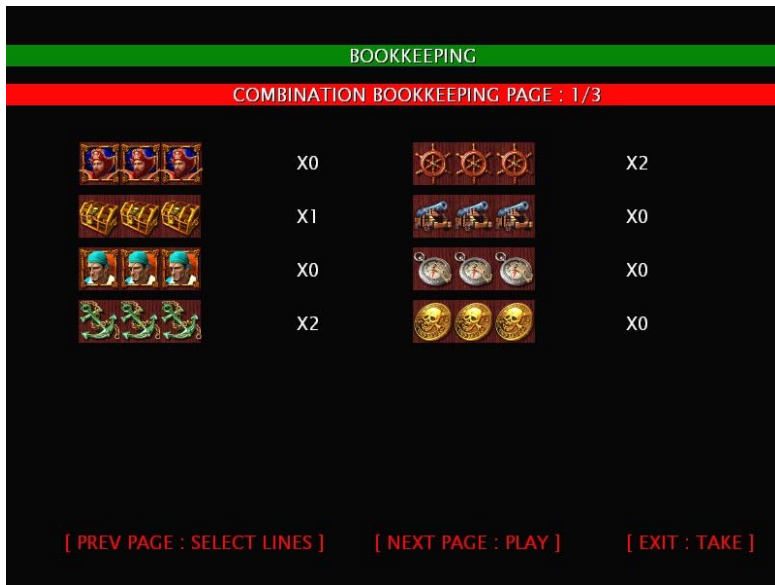 BOOKKEEPING
COMBINATION BOOKKEEPING PAGE : 1/3
X0 X2
X1 X0
X0 X0
X2 X0
[ PREV PAGE : SELECT LINES ] [ NEXT PAGE : PLAY ] [ EXIT : TAKE ]